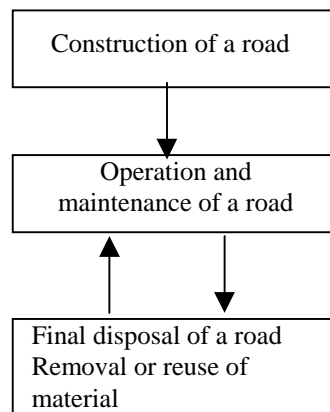 Construction of a road
Operation and
maintenance of a road
Final disposal of a road
Removal or reuse of
material